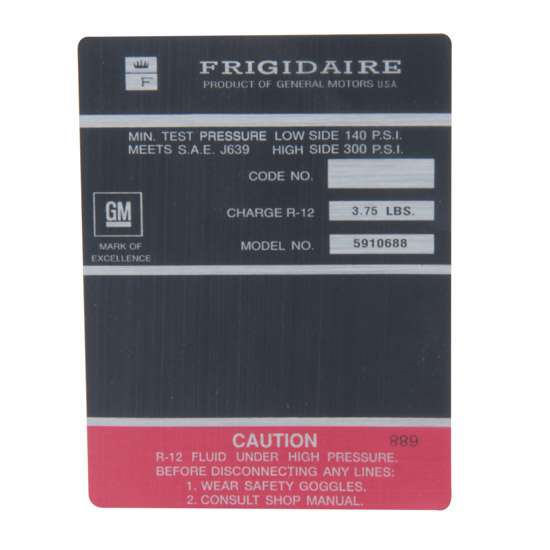 F
FRIGIDAIRE
PRODUCT OF GENERAL MOTORS U.S.A.
MIN. TEST PRESSURE LOW SIDE 140 P.S.I.
MEETS S.A.E. J639 HIGH SIDE 300 P.S.I.
CODE NO.
GM
CHARGE R-12 3.75 LBS.
MARK OF
EXCELLENCE
MODEL NO. 5910688
CAUTION 889
R-12 FLUID UNDER HIGH PRESSURE.
BEFORE DISCONNECTING ANY LINES:
1. WEAR SAFETY GOGGLES.
2. CONSULT SHOP MANUAL.